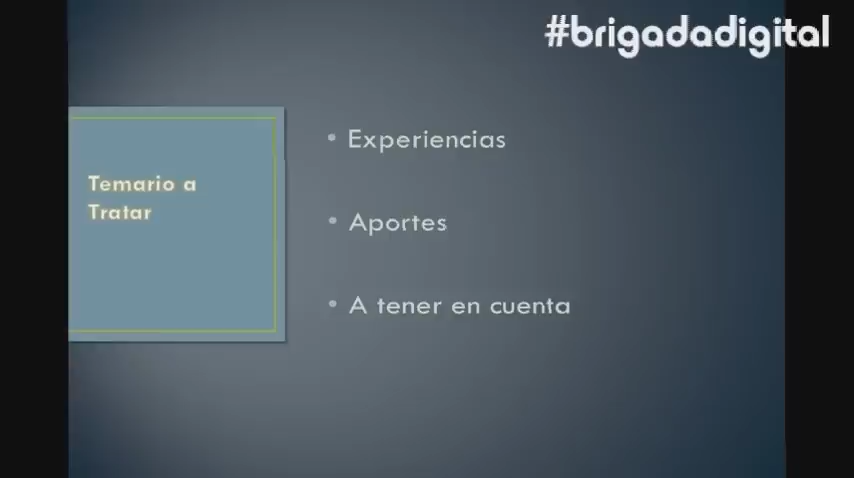 #brigadadigital
Temario a
Tratar
• Experiencias
• Aportes
• A tener en cuenta